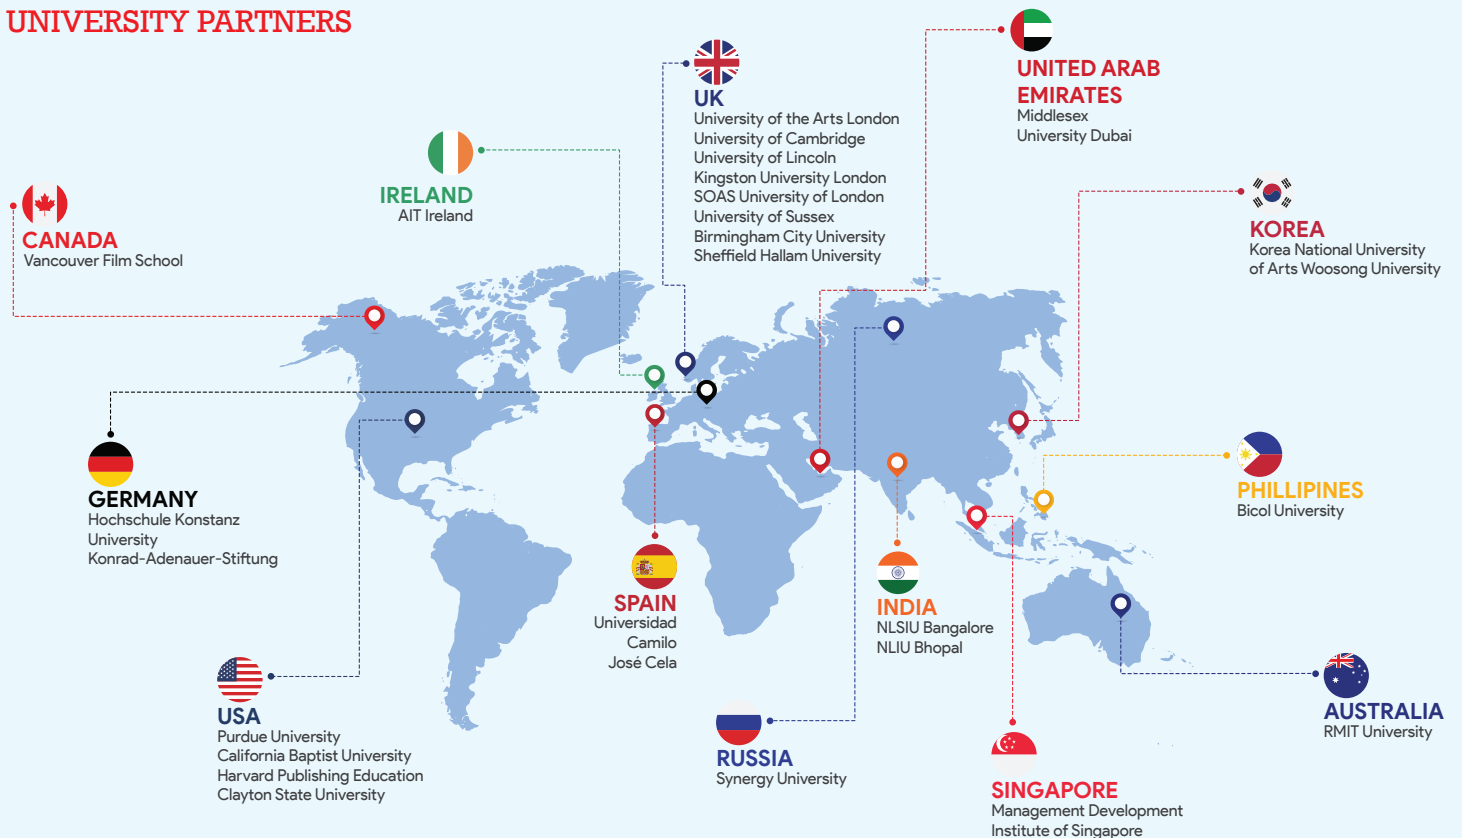 UNIVERSITY PARTNERS
UK
University of the Arts London
University of Cambridge
University of Lincoln
Kingston University London
SOAS University of London
University of Sussex
Birmingham City University
Sheffield Hallam University
UNITED ARAB
EMIRATES
Middlesex
University Dubai
IRELAND
AIT Ireland
CANADA
Vancouver Film School
KOREA
Korea National University
of Arts Woosong University
GERMANY
Hochschule Konstanz
University
Konrad-Adenauer-Stiftung
PHILLIPINES
Bicol University
SPAIN
Universidad
Camilo
José Cela
INDIA
NLSIU Bangalore
NLIU Bhopal
USA
Purdue University
California Baptist University
Harvard Publishing Education
Clayton State University
RUSSIA
Synergy University
AUSTRALIA
RMIT University
SINGAPORE
Management Development
Institute of Singapore